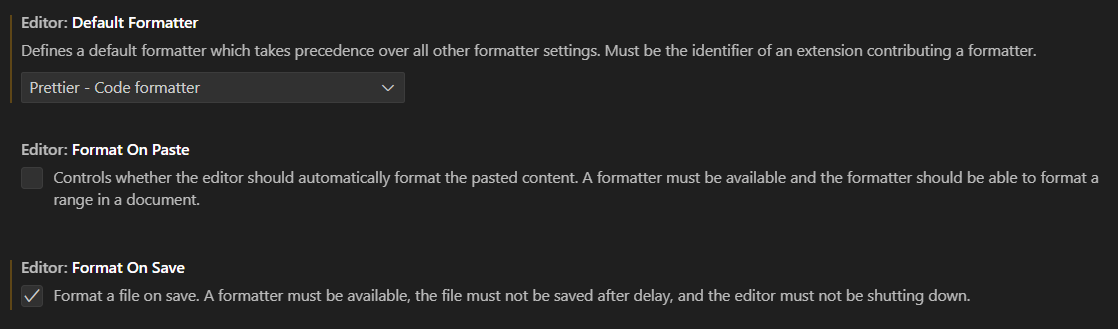 Editor: Default Formatter
Defines a default formatter which takes precedence over all other formatter settings. Must be the identifier of an extension contributing a formatter.
Prettier - Code formatter
Editor: Format On Paste
Controls whether the editor should automatically format the pasted content. A formatter must be available and the formatter should be able to format a
range in a document.
Editor: Format On Save
Format a file on save. A formatter must be available, the file must not be saved after delay, and the editor must not be shutting down.